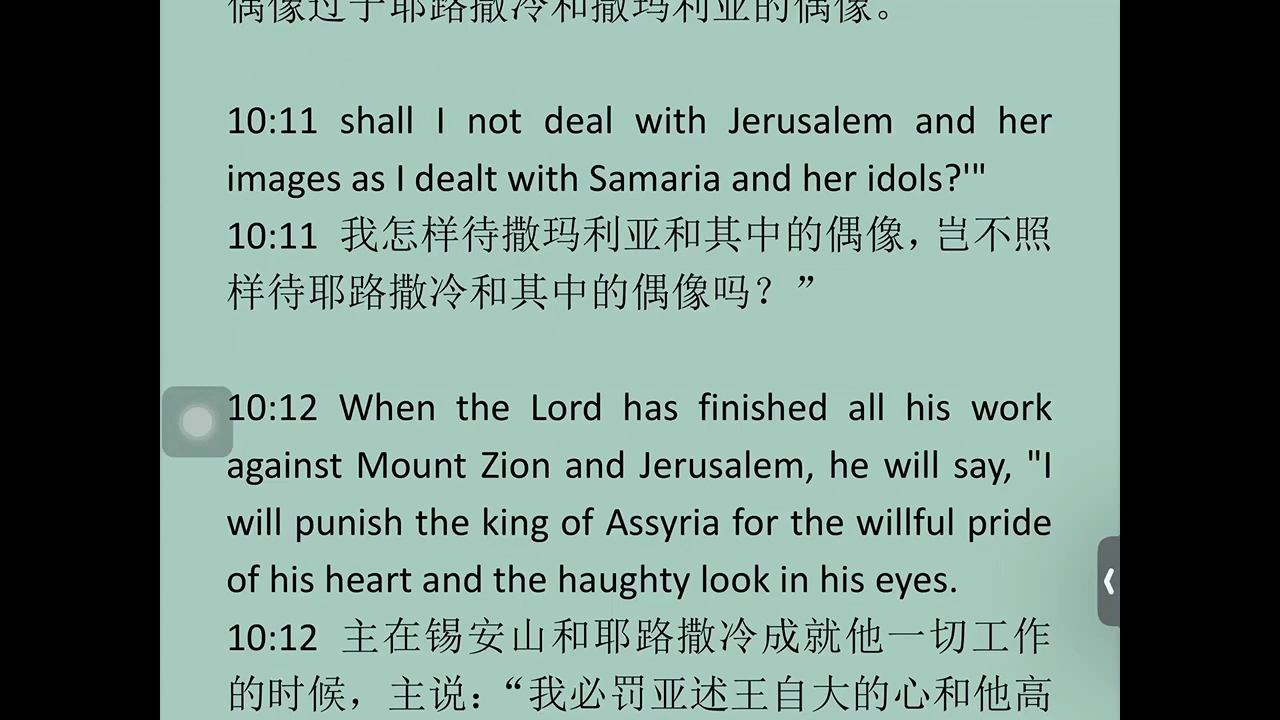 偶像过于耶路撒冷和撒玛利亚的偶像。
10:11 shall I not deal with Jerusalem and her
images as I dealt with Samaria and her idols?'"
10:11 我怎样待撒玛利亚和其中的偶像，岂不照
样待耶路撒冷和其中的偶像吗？”
10:12 When the Lord has finished all his work
against Mount Zion and Jerusalem, he will say, "I
will punish the king of Assyria for the willful pride
of his heart and the haughty look in his eyes.
10:12 主在锡安山和耶路撒冷成就他一切工作
的时候，主说：“我必罚亚述王自大的心和他高